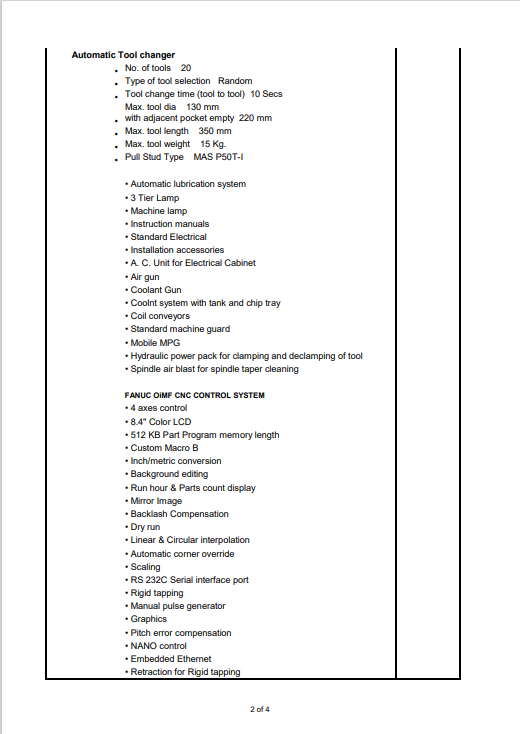 Automatic Tool changer
• No. of tools 20
• Type of tool selection Random
• Tool change time (tool to tool) 10 Secs
Max. tool dia 130 mm
• with adjacent pocket empty 220 mm
• Max. tool length 350 mm
• Max. tool weight 15 Kg.
• Pull Stud Type MAS P50T-I
• Automatic lubrication system
• 3 Tier Lamp
• Machine lamp
• Instruction manuals
• Standard Electrical
• Installation accessories
• A. C. Unit for Electrical Cabinet
• Air gun
• Coolant Gun
• Coolnt system with tank and chip tray
• Coil conveyors
• Standard machine guard
• Mobile MPG
• Hydraulic power pack for clamping and declamping of tool
• Spindle air blast for spindle taper cleaning
FANUC OiMF CNC CONTROL SYSTEM
• 4 axes control
• 8.4" Color LCD
• 512 KB Part Program memory length
• Custom Macro B
• Inch/metric conversion
• Background editing
• Run hour & Parts count display
• Mirror Image
• Backlash Compensation
• Dry run
• Linear & Circular interpolation
• Automatic corner override
• Scaling
• RS 232C Serial interface port
• Rigid tapping
• Manual pulse generator
• Graphics
• Pitch error compensation
• NANO control
• Embedded Ethernet
• Retraction for Rigid tapping
2 of 4